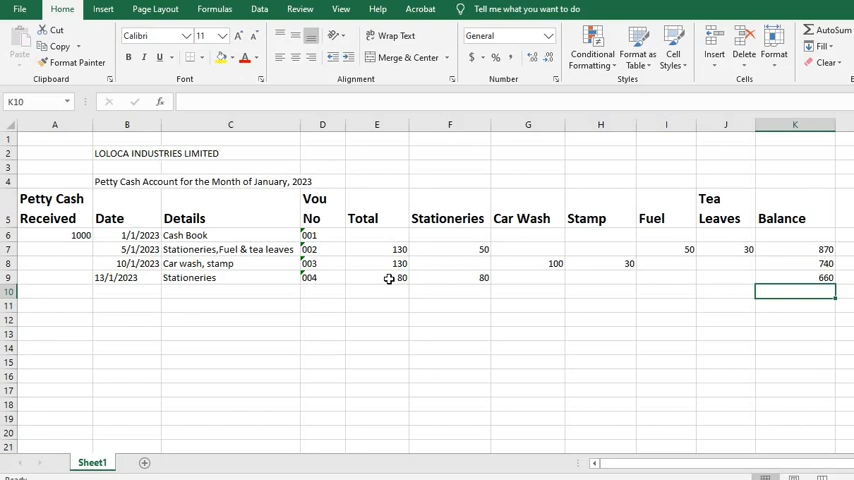 File Home Insert Page Layout Formulas Data Review View Help Acrobat Tell me what you want to do
Cut
Copy
Paste
Format Painter
Clipboard
Calibri 11 A A
B I U A
Font
Wrap Text
Merge & Center
Alignment
General
$ % ,
Number
Conditional Formatting
Format as Table
Cell Styles
Styles
Insert Delete Format
Cells
AutoSum
Fill
Clear
K10 fx
A B C D E F G H I J K
1
2 LOLOCA INDUSTRIES LIMITED
3
4 Petty Cash Account for the Month of January, 2023
Petty Cash Vou Tea
5 Received Date Details No Total Stationeries Car Wash Stamp Fuel Leaves Balance
6 1000 1/1/2023 Cash Book 001
7 5/1/2023 Stationeries,Fuel & tea leaves 002 130 50 50 30 870
8 10/1/2023 Car wash, stamp 003 130 100 30 740
9 13/1/2023 Stationeries 004 80 80 660
10
11
12
13
14
15
16
17
18
19
20
21
Sheet1